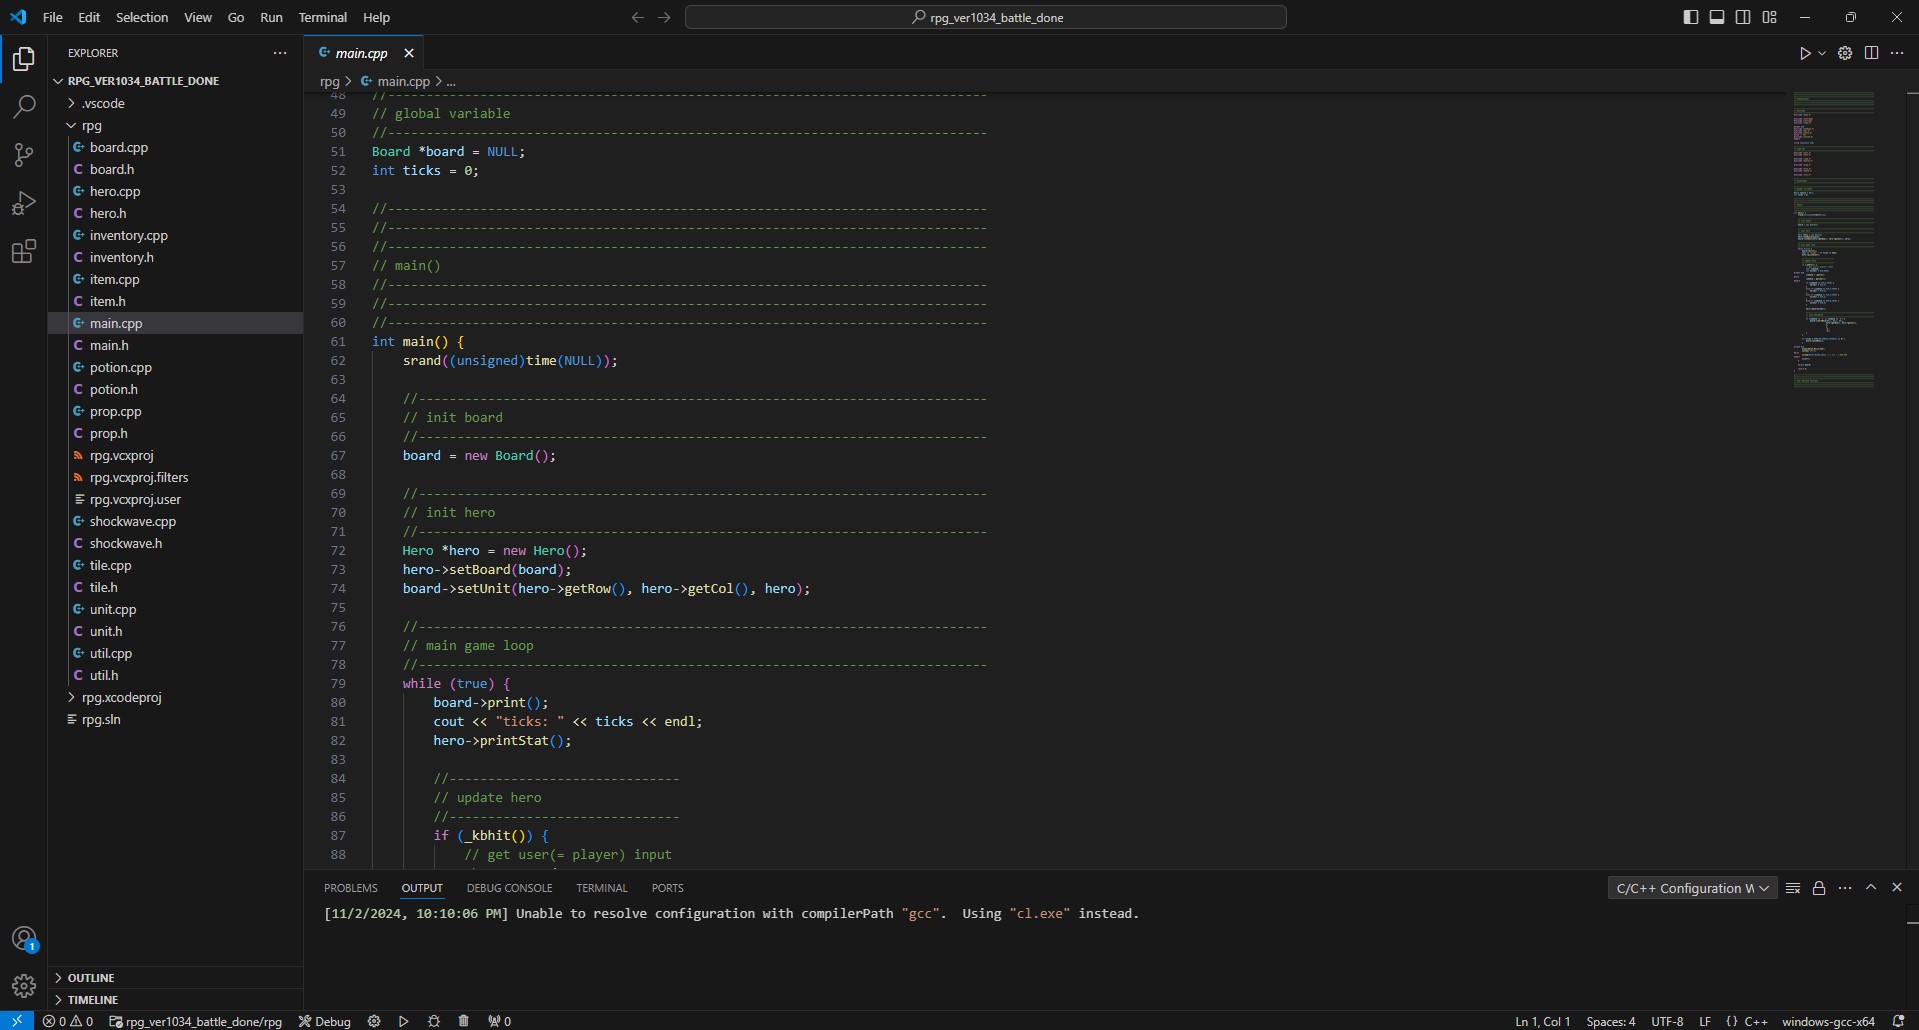 File Edit Selection View Go Run Terminal Help
rpg_ver1034_battle_done
EXPLORER
RPG_VER1034_BATTLE_DONE
.vscode
rpg
board.cpp
board.h
hero.cpp
hero.h
inventory.cpp
inventory.h
item.cpp
item.h
main.cpp
main.h
potion.cpp
potion.h
prop.cpp
prop.h
rpg.vcxproj
rpg.vcxproj.filters
rpg.vcxproj.user
shockwave.cpp
shockwave.h
tile.cpp
tile.h
unit.cpp
unit.h
util.cpp
util.h
rpg.xcodeproj
rpg.sln
OUTLINE
TIMELINE
main.cpp
rpg > main.cpp > ...
48 //--------------------------------------------------------------------------
49 // global variable
50 //--------------------------------------------------------------------------
51 Board *board = NULL;
52 int ticks = 0;
53
54 //--------------------------------------------------------------------------
55 //--------------------------------------------------------------------------
56 //--------------------------------------------------------------------------
57 // main()
58 //--------------------------------------------------------------------------
59 //--------------------------------------------------------------------------
60 //--------------------------------------------------------------------------
61 int main() {
62 srand((unsigned)time(NULL));
63
64 //--------------------------------------------------------------------------
65 // init board
66 //--------------------------------------------------------------------------
67 board = new Board();
68
69 //--------------------------------------------------------------------------
70 // init hero
71 //--------------------------------------------------------------------------
72 Hero *hero = new Hero();
73 hero->setBoard(board);
74 board->setUnit(hero->getRow(), hero->getCol(), hero);
75
76 //--------------------------------------------------------------------------
77 // main game loop
78 //--------------------------------------------------------------------------
79 while (true) {
80 board->print();
81 cout << "ticks: " << ticks << endl;
82 hero->printStat();
83
84 //------------------------------
85 // update hero
86 //------------------------------
87 if (_kbhit()) {
88 // get user(= player) input
PROBLEMS OUTPUT DEBUG CONSOLE TERMINAL PORTS
C/C++ Configuration W
[11/2/2024, 10:10:06 PM] Unable to resolve configuration with compilerPath "gcc". Using "cl.exe" instead.
1
0 0 rpg_ver1034_battle_done/rpg Debug 0
Ln 1, Col 1 Spaces: 4 UTF-8 LF {} C++ windows-gcc-x64